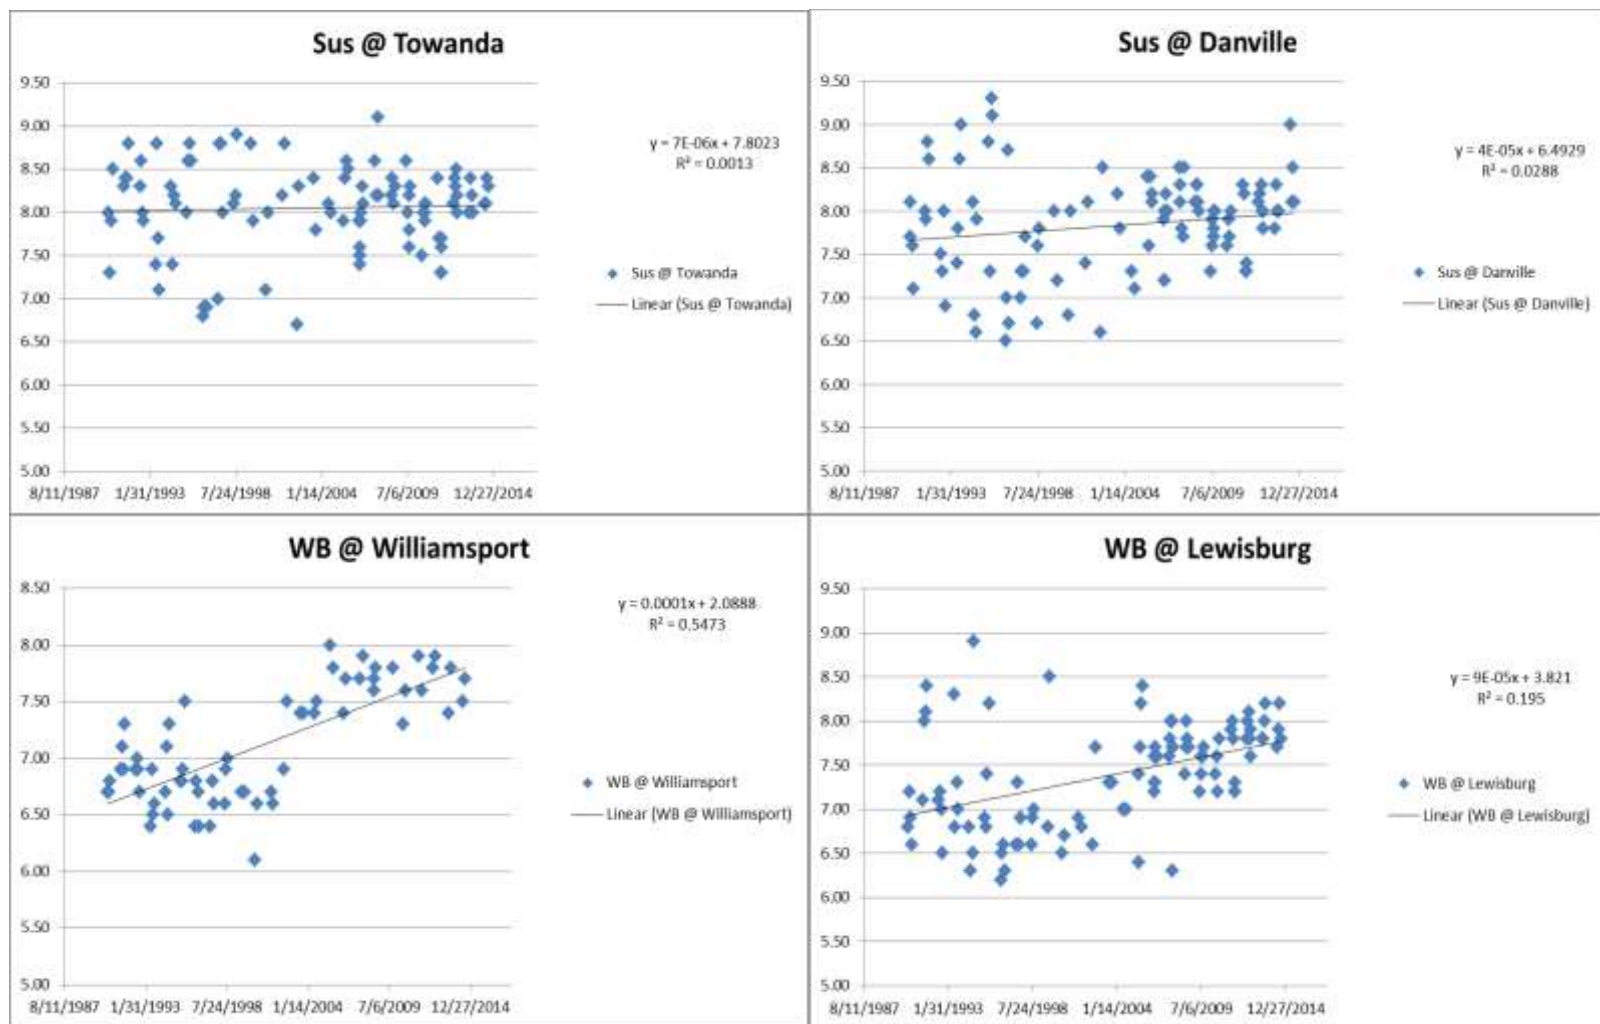 Sus @ Towanda
9.50
9.00
8.50
8.00
7.50
7.00
6.50
6.00
5.50
5.00
8/11/1987 1/31/1993 7/24/1998 1/14/2004 7/6/2009 12/27/2014
y = 7E-06x + 7.8023
R² = 0.0013
Sus @ Towanda
Linear (Sus @ Towanda)
Sus @ Danville
9.50
9.00
8.50
8.00
7.50
7.00
6.50
6.00
5.50
5.00
8/11/1987 1/31/1993 7/24/1998 1/14/2004 7/6/2009 12/27/2014
y = 4E-05x + 6.4929
R² = 0.0288
Sus @ Danville
Linear (Sus @ Danville)
WB @ Williamsport
8.50
8.00
7.50
7.00
6.50
6.00
5.50
5.00
8/11/1987 1/31/1993 7/24/1998 1/14/2004 7/6/2009 12/27/2014
y = 0.0001x + 2.0888
R² = 0.5473
WB @ Williamsport
Linear (WB @ Williamsport)
WB @ Lewisburg
9.50
9.00
8.50
8.00
7.50
7.00
6.50
6.00
5.50
5.00
8/11/1987 1/31/1993 7/24/1998 1/14/2004 7/6/2009 12/27/2014
y = 9E-05x + 3.821
R² = 0.195
WB @ Lewisburg
Linear (WB @ Lewisburg)